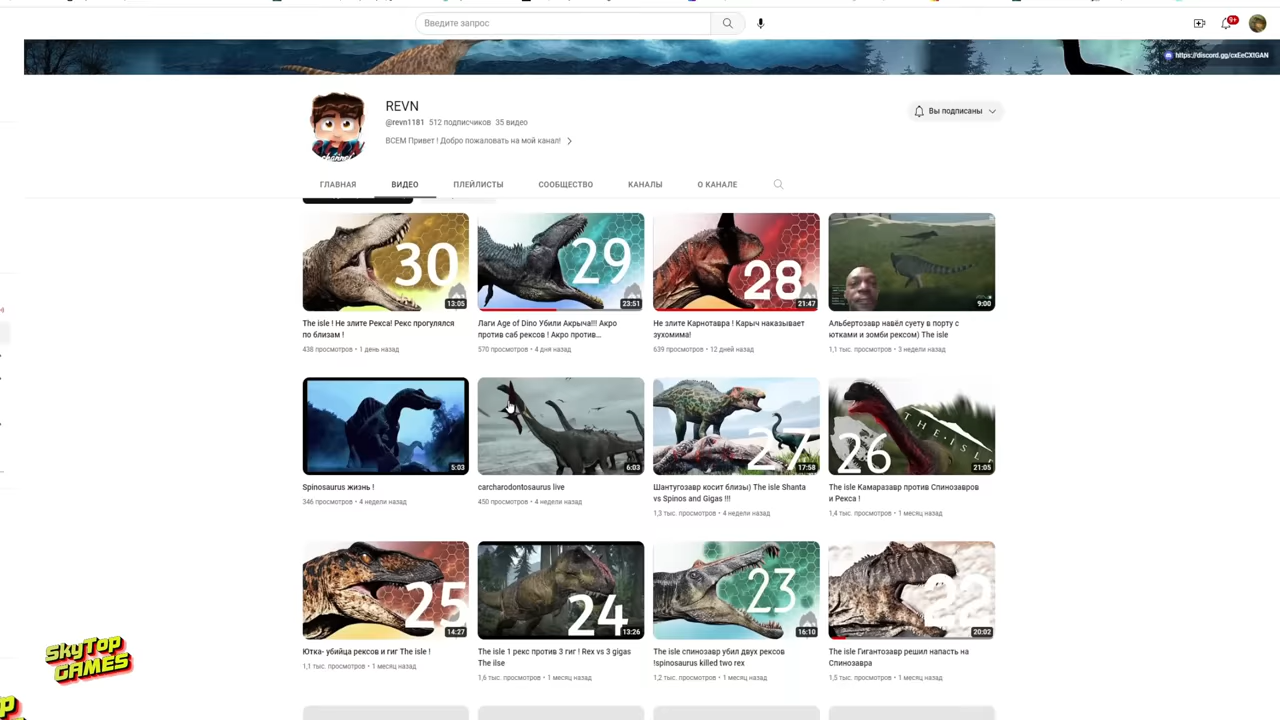 Введите запрос
9+
https://discord.gg/cxEeCXtGAN
REVN
@revn1181 512 подписчиков 35 видео
Вы подписаны
ВСЕМ Привет ! Добро пожаловать на мой канал!
ГЛАВНАЯ ВИДЕО ПЛЕЙЛИСТЫ СООБЩЕСТВО КАНАЛЫ О КАНАЛЕ
30 29 28
13:05 23:51 21:47 9:00
The isle ! Не злите Рекса! Рекс прогулялся
по близам !
438 просмотров • 1 день назад
Лаги Age of Dino Убили Акрыча!!! Акро
против саб рексов ! Акро против...
570 просмотров • 4 дня назад
Не злите Карнотавра ! Карыч наказывает
зухомима!
639 просмотров • 12 дней назад
Альбертозавр навёл суету в порту с
ютками и зомби рексом) The isle
1,1 тыс. просмотров • 3 недели назад
27 26 THE·ISL
5:03 6:03 17:58 21:05
Spinosaurus жизнь !
346 просмотров • 4 недели назад
carcharodontosaurus live
450 просмотров • 4 недели назад
Шантугозавр косит близы) The isle Shanta
vs Spinos and Gigas !!!
1,3 тыс. просмотров • 4 недели назад
The isle Камаразавр против Спинозавров
и Рекса !
1,4 тыс. просмотров • 1 месяц назад
25 24 23 22
14:27 13:26 16:10 20:02
Ютка- убийца рексов и гиг The isle !
1,1 тыс. просмотров • 1 месяц назад
The isle 1 рекс против 3 гиг ! Rex vs 3 gigas
The ilse
1,6 тыс. просмотров • 1 месяц назад
The isle спинозавр убил двух рексов
!spinosaurus killed two rex
1,2 тыс. просмотров • 1 месяц назад
The isle Гигантозавр решил напасть на
Спинозавра
1,5 тыс. просмотров • 1 месяц назад
SkyTop
GAMES